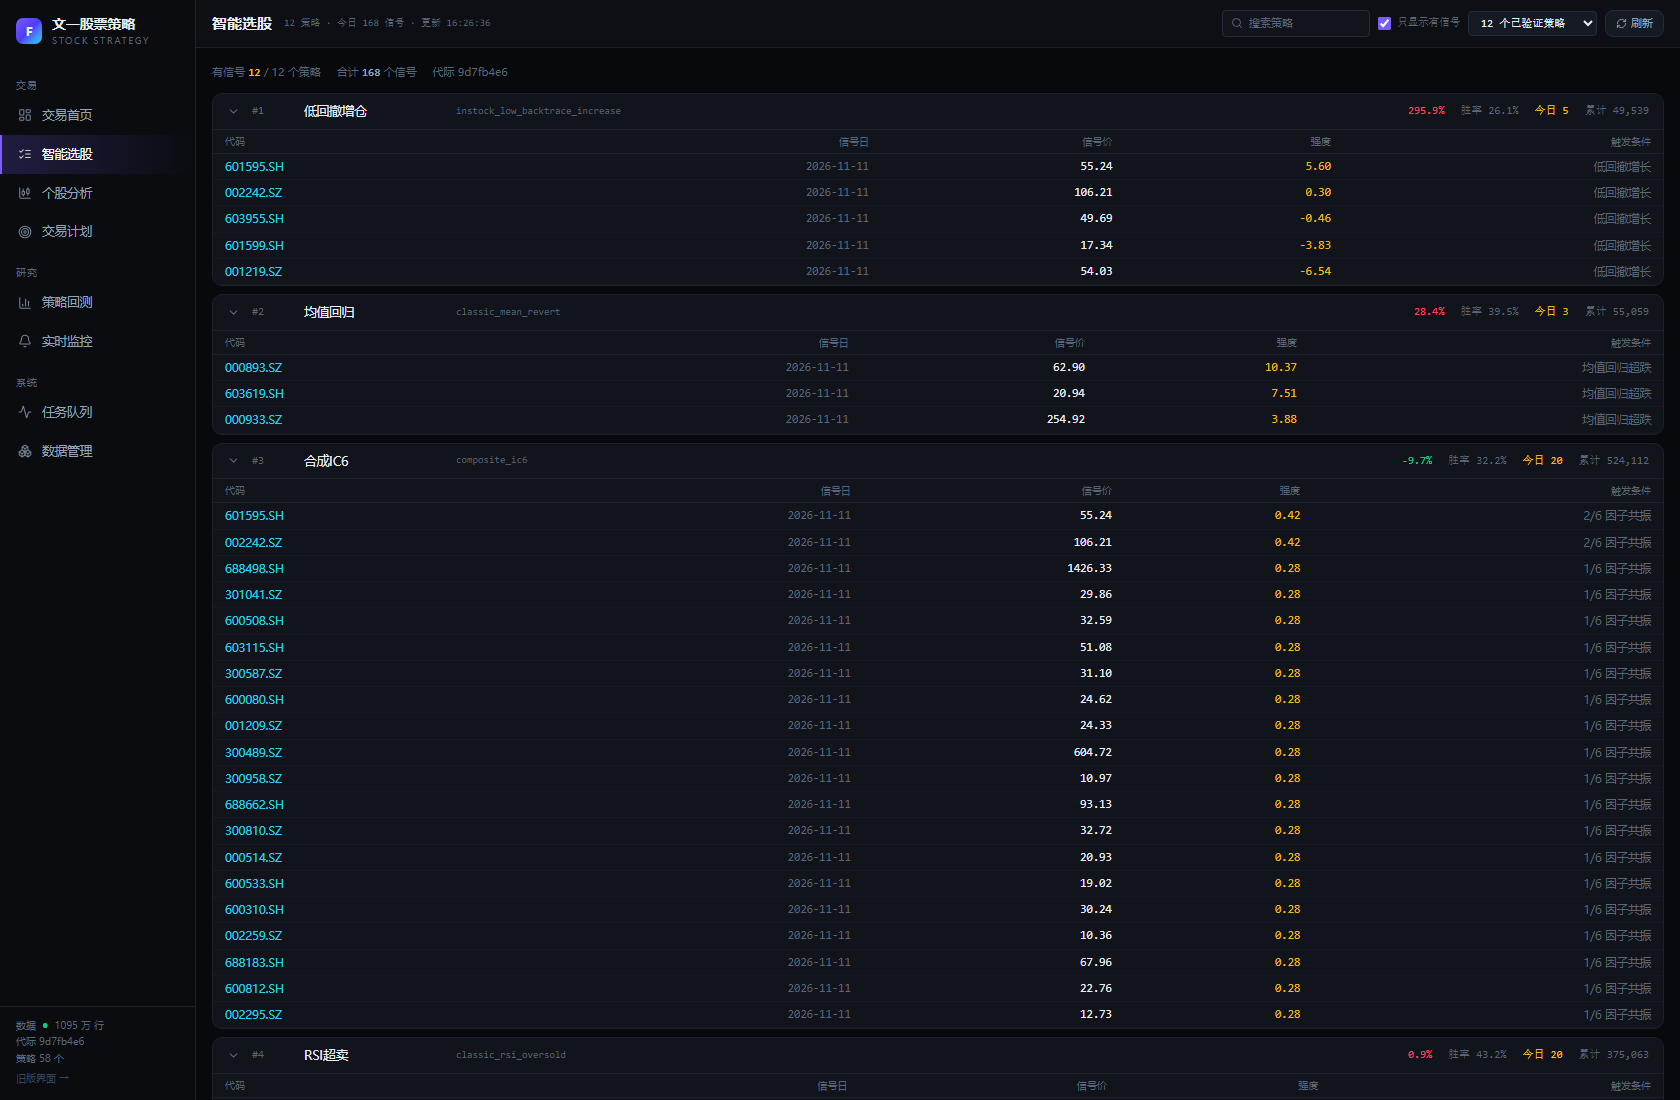 F
文一股票策略
STOCK STRATEGY
交易
交易首页
智能选股
个股分析
交易计划
研究
策略回测
实时监控
系统
任务队列
数据管理
数据 ● 1095 万 行
代际 9d7fb4e6
策略 58 个
旧版界面 →
智能选股 12 策略 · 今日 168 信号 · 更新 16:26:36
搜索策略 只显示有信号 12 个已验证策略 刷新
有信号 12 / 12 个策略 合计 168 个信号 代际 9d7fb4e6
#1 低回撤增仓 instock_low_backtrace_increase 295.9% 胜率 26.1% 今日 5 累计 49,539
代码 信号日 信号价 强度 触发条件
601595.SH 2026-11-11 55.24 5.60 低回撤增长
002242.SZ 2026-11-11 106.21 0.30 低回撤增长
603955.SH 2026-11-11 49.69 -0.46 低回撤增长
601599.SH 2026-11-11 17.34 -3.83 低回撤增长
001219.SZ 2026-11-11 54.03 -6.54 低回撤增长
#2 均值回归 classic_mean_revert 28.4% 胜率 39.5% 今日 3 累计 55,059
代码 信号日 信号价 强度 触发条件
000893.SZ 2026-11-11 62.90 10.37 均值回归超跌
603619.SH 2026-11-11 20.94 7.51 均值回归超跌
000933.SZ 2026-11-11 254.92 3.88 均值回归超跌
#3 合成IC6 composite_ic6 -9.7% 胜率 32.2% 今日 20 累计 524,112
代码 信号日 信号价 强度 触发条件
601595.SH 2026-11-11 55.24 0.42 2/6 因子共振
002242.SZ 2026-11-11 106.21 0.42 2/6 因子共振
688498.SH 2026-11-11 1426.33 0.28 1/6 因子共振
301041.SZ 2026-11-11 29.86 0.28 1/6 因子共振
600508.SH 2026-11-11 32.59 0.28 1/6 因子共振
603115.SH 2026-11-11 51.08 0.28 1/6 因子共振
300587.SZ 2026-11-11 31.10 0.28 1/6 因子共振
600080.SH 2026-11-11 24.62 0.28 1/6 因子共振
001209.SZ 2026-11-11 24.33 0.28 1/6 因子共振
300489.SZ 2026-11-11 604.72 0.28 1/6 因子共振
300958.SZ 2026-11-11 10.97 0.28 1/6 因子共振
688662.SH 2026-11-11 93.13 0.28 1/6 因子共振
300810.SZ 2026-11-11 32.72 0.28 1/6 因子共振
000514.SZ 2026-11-11 20.93 0.28 1/6 因子共振
600533.SH 2026-11-11 19.02 0.28 1/6 因子共振
600310.SH 2026-11-11 30.24 0.28 1/6 因子共振
002259.SZ 2026-11-11 10.36 0.28 1/6 因子共振
688183.SH 2026-11-11 67.96 0.28 1/6 因子共振
600812.SH 2026-11-11 22.76 0.28 1/6 因子共振
002295.SZ 2026-11-11 12.73 0.28 1/6 因子共振
#4 RSI超卖 classic_rsi_oversold 0.9% 胜率 43.2% 今日 20 累计 375,063
代码 信号日 信号价 强度 触发条件